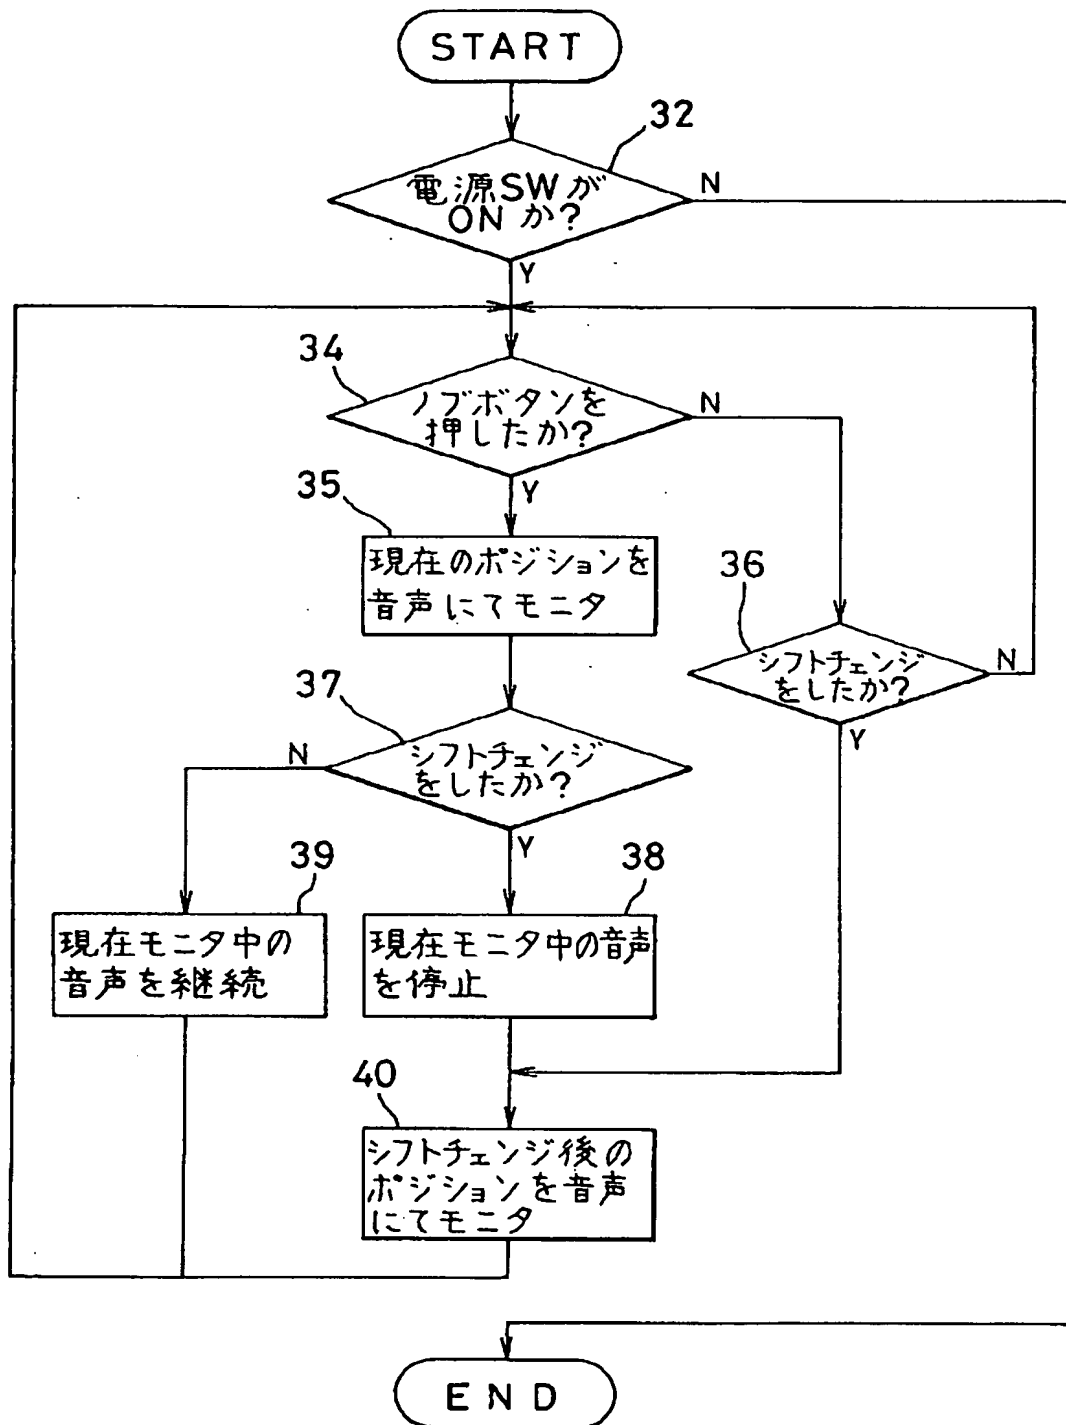 START
32
電源SWが
ONか?
N
Y
34
ノブボタンを
押したか?
N
Y
35
現在のポジションを
音声にてモニタ
36
シフトチェンジ
をしたか?
N
Y
37
シフトチェンジ
をしたか?
N
Y
39
現在モニタ中の
音声を継続
38
現在モニタ中の音声
を停止
40
シフトチェンジ後の
ポジションを音声
にてモニタ
END